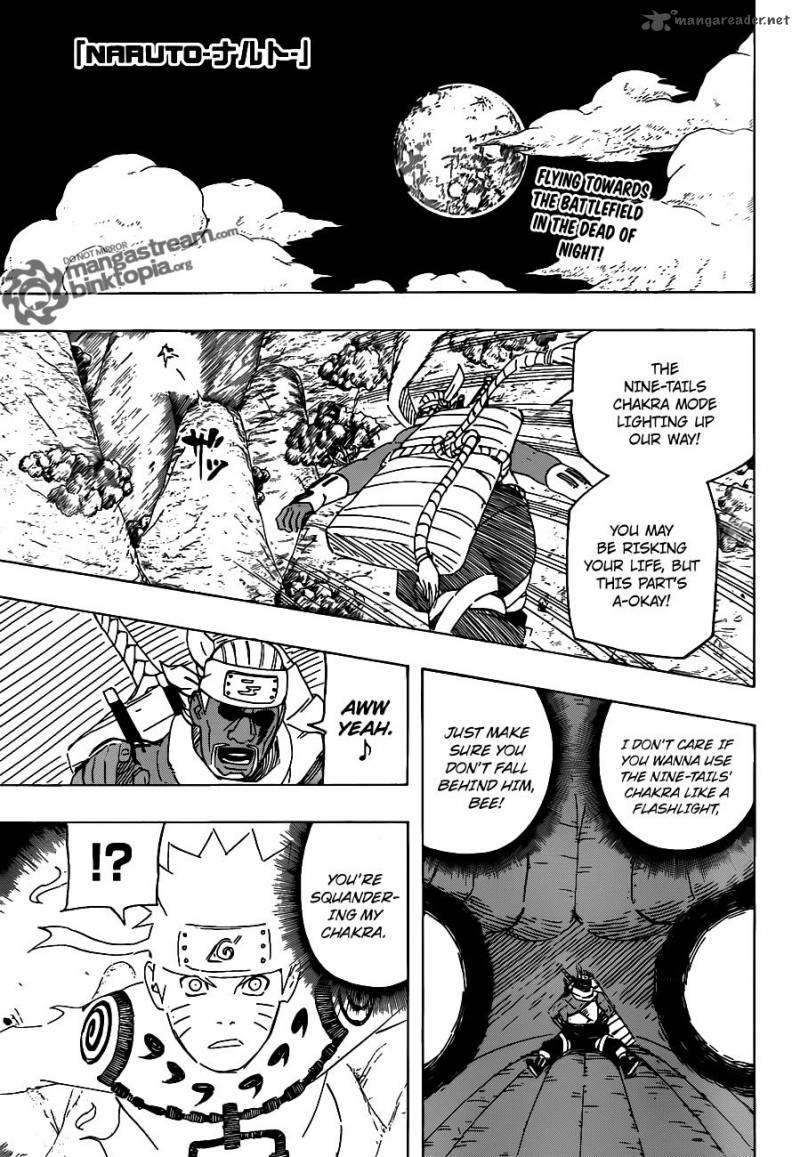 mangareader.net
「NARUTO-ナルト-」
FLYING TOWARDS
THE BATTLEFIELD
IN THE DEAD OF
NIGHT!
DO NOT MIRROR
mangastream.com
binktopia.org
THE
NINE-TAILS
CHAKRA MODE
LIGHTING UP
OUR WAY!
ザザッ
YOU MAY
BE RISKING
YOUR LIFE, BUT
THIS PART'S
A-OKAY!
AWW
YEAH.
♪
I DON'T CARE IF
YOU WANNA USE
THE NINE-TAILS'
CHAKRA LIKE A
FLASHLIGHT,
JUST MAKE
SURE YOU
DON'T FALL
BEHIND HIM,
BEE!
YOU'RE
SQUANDER-
ING MY
CHAKRA.
!?